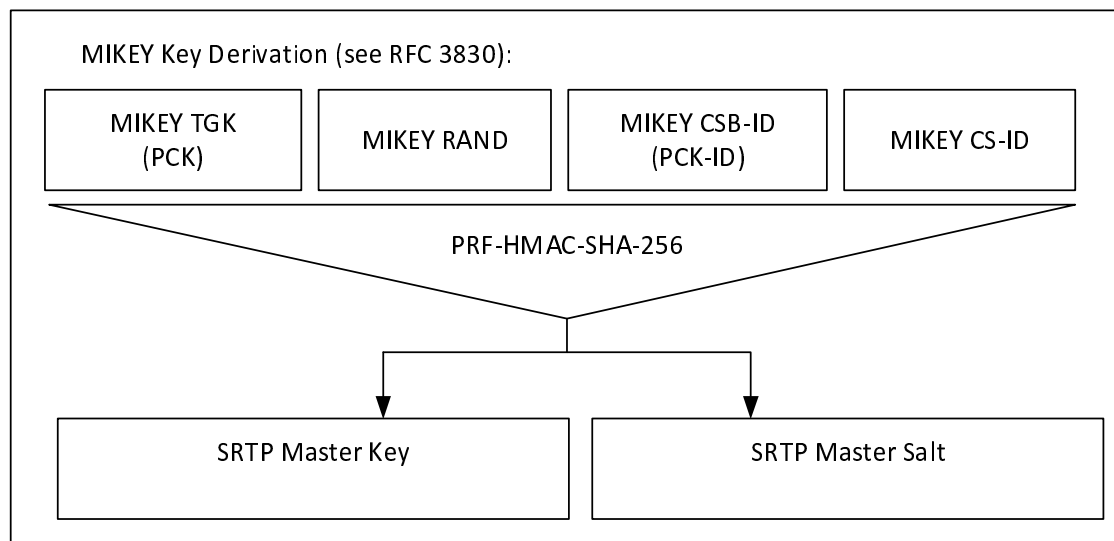 MIKEY Key Derivation (see RFC 3830):
MIKEY TGK
(PCK)
MIKEY RAND
MIKEY CSB-ID
(PCK-ID)
MIKEY CS-ID
PRF-HMAC-SHA-256
SRTP Master Key
SRTP Master Salt